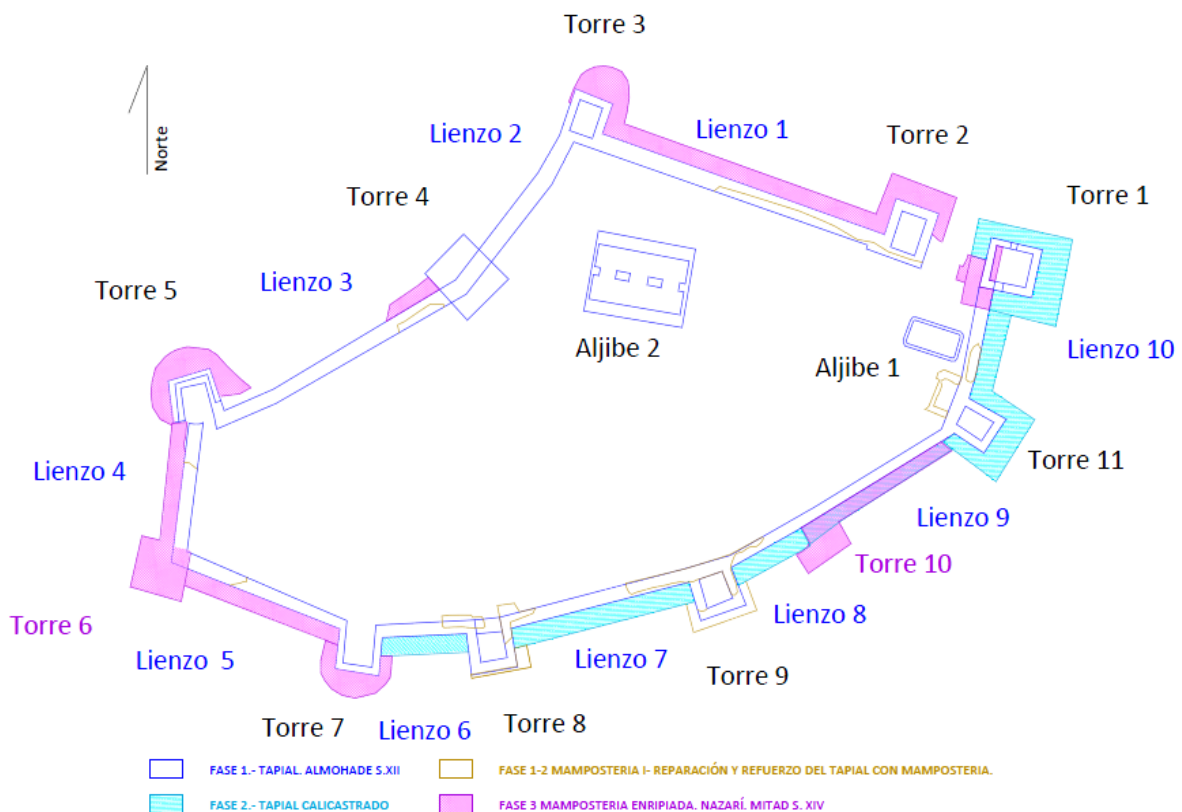 Torre 3
Norte
Lienzo 2
Lienzo 1
Torre 2
Torre 4
Torre 1
Lienzo 3
Torre 5
Aljibe 2
Aljibe 1
Lienzo 10
Lienzo 4
Torre 11
Lienzo 9
Torre 10
Torre 6
Lienzo 8
Lienzo 5
Lienzo 7
Torre 9
Torre 7
Lienzo 6
Torre 8
FASE 1.- TAPIAL. ALMOHADE S.XII
FASE 1-2 MAMPOSTERIA I- REPARACIÓN Y REFUERZO DEL TAPIAL CON MAMPOSTERIA.
FASE 2.- TAPIAL CALICASTRADO
FASE 3 MAMPOSTERIA ENRIPIADA. NAZARÍ. MITAD S. XIV